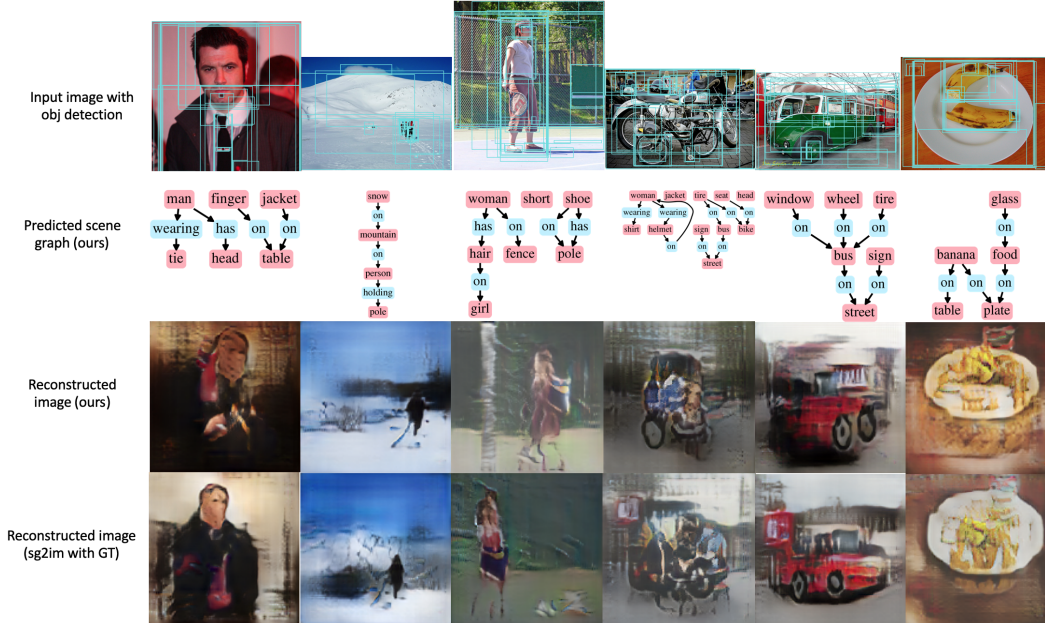 Input image with
obj detection
Predicted scene
graph (ours)
man finger jacket
wearing has on on
tie head table
snow
on
mountain
on
person
holding
pole
woman short shoe
has on on has
hair fence pole
on
girl
woman jacket tire seat head
wearing wearing on on on
shirt helmet sign bus bike
on on on
street
window wheel tire
on on on
bus sign
on on
street
glass
on
banana food
on on on
table plate
Reconstructed
image (ours)
Reconstructed image
(sg2im with GT)